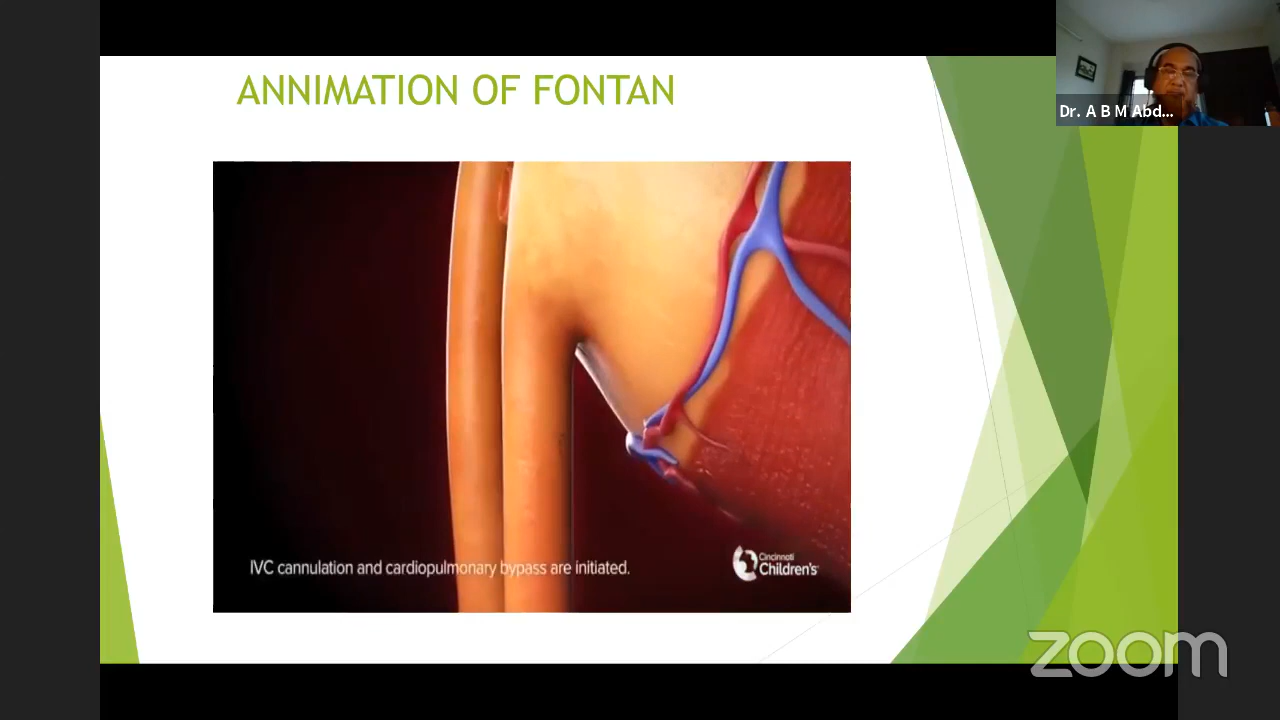 ANNIMATION OF FONTAN
Dr. A B M Abd...
IVC cannulation and cardiopulmonary bypass are initiated.
Cincinnati
Children's
zoom